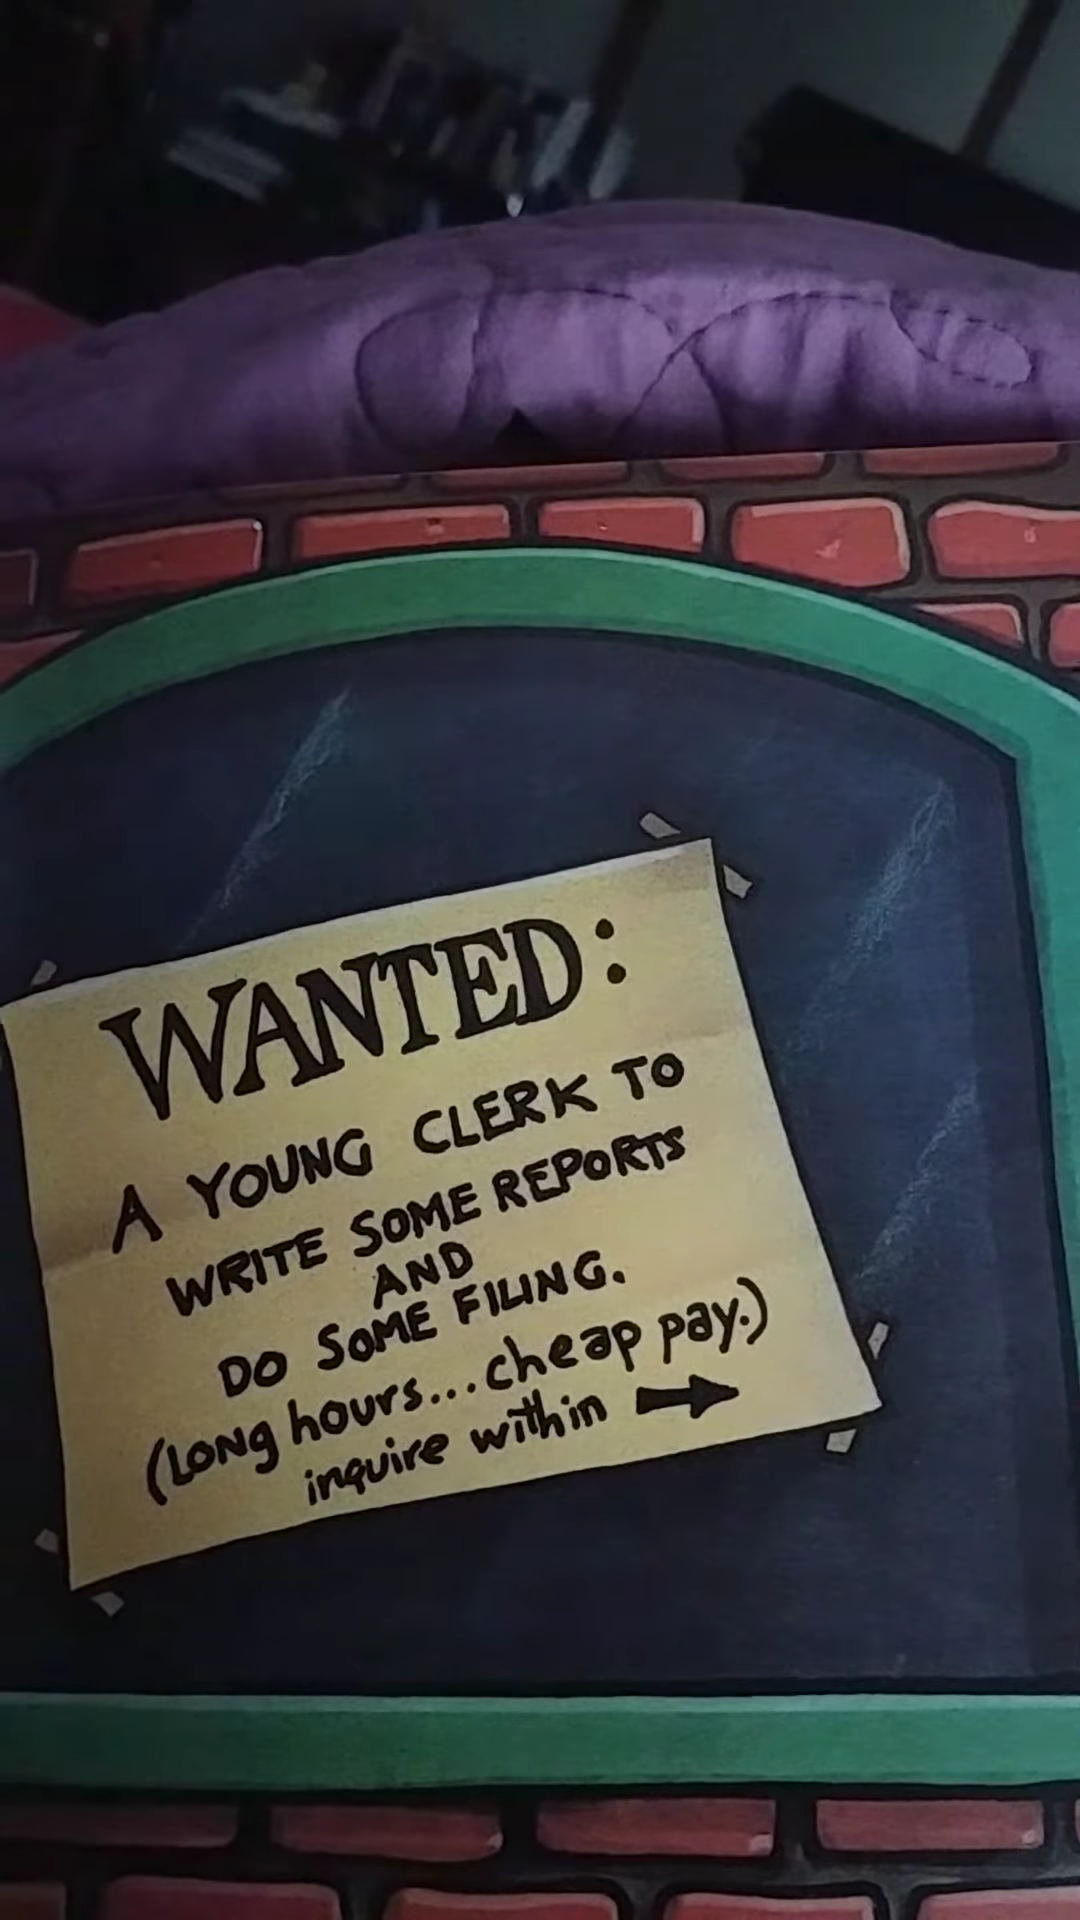 WANTED:
A YOUNG CLERK TO
WRITE SOME REPORTS
AND
DO SOME FILING.
(LONG hours...cheap pay.)
inquire within